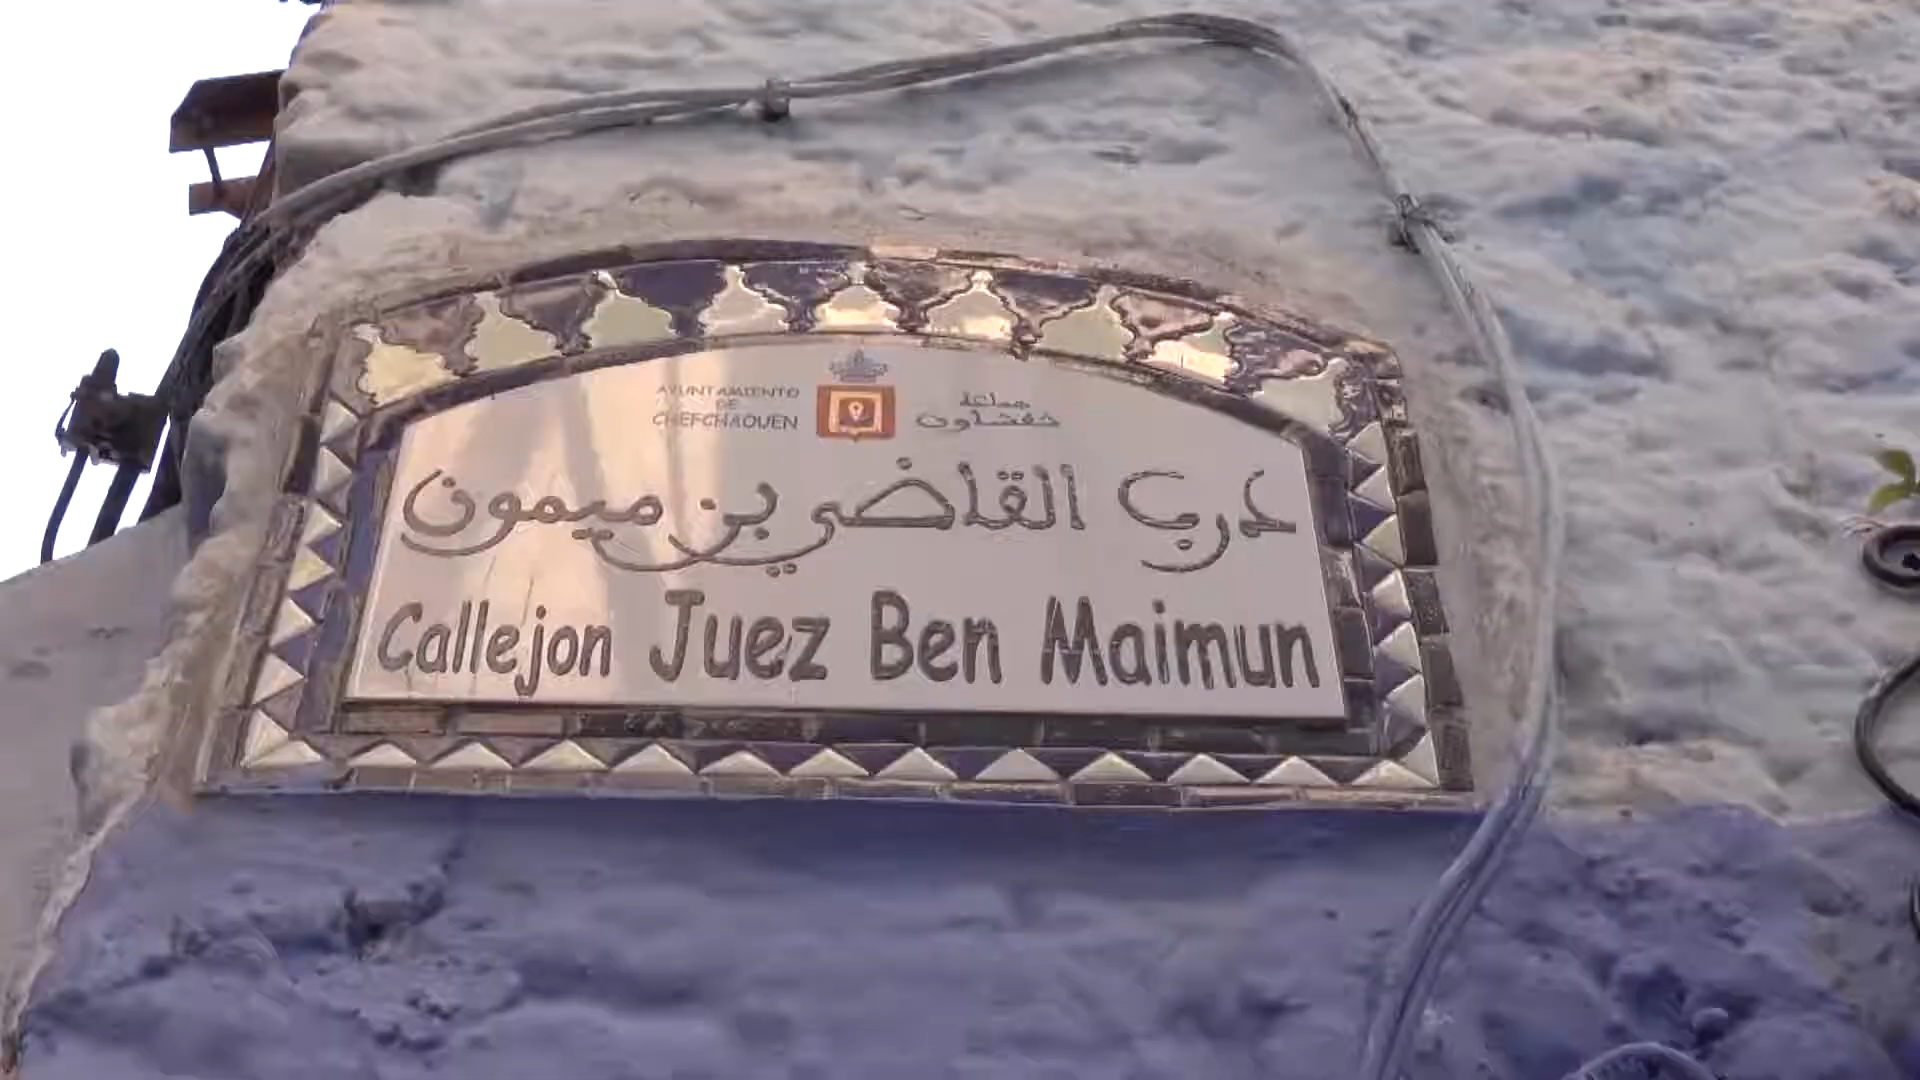 AYUNTAMIENTO
DE
CHEFCHAOUEN
جماعة
شفشاون
درب القاضي بن ميمون
Callejon Juez Ben Maimun